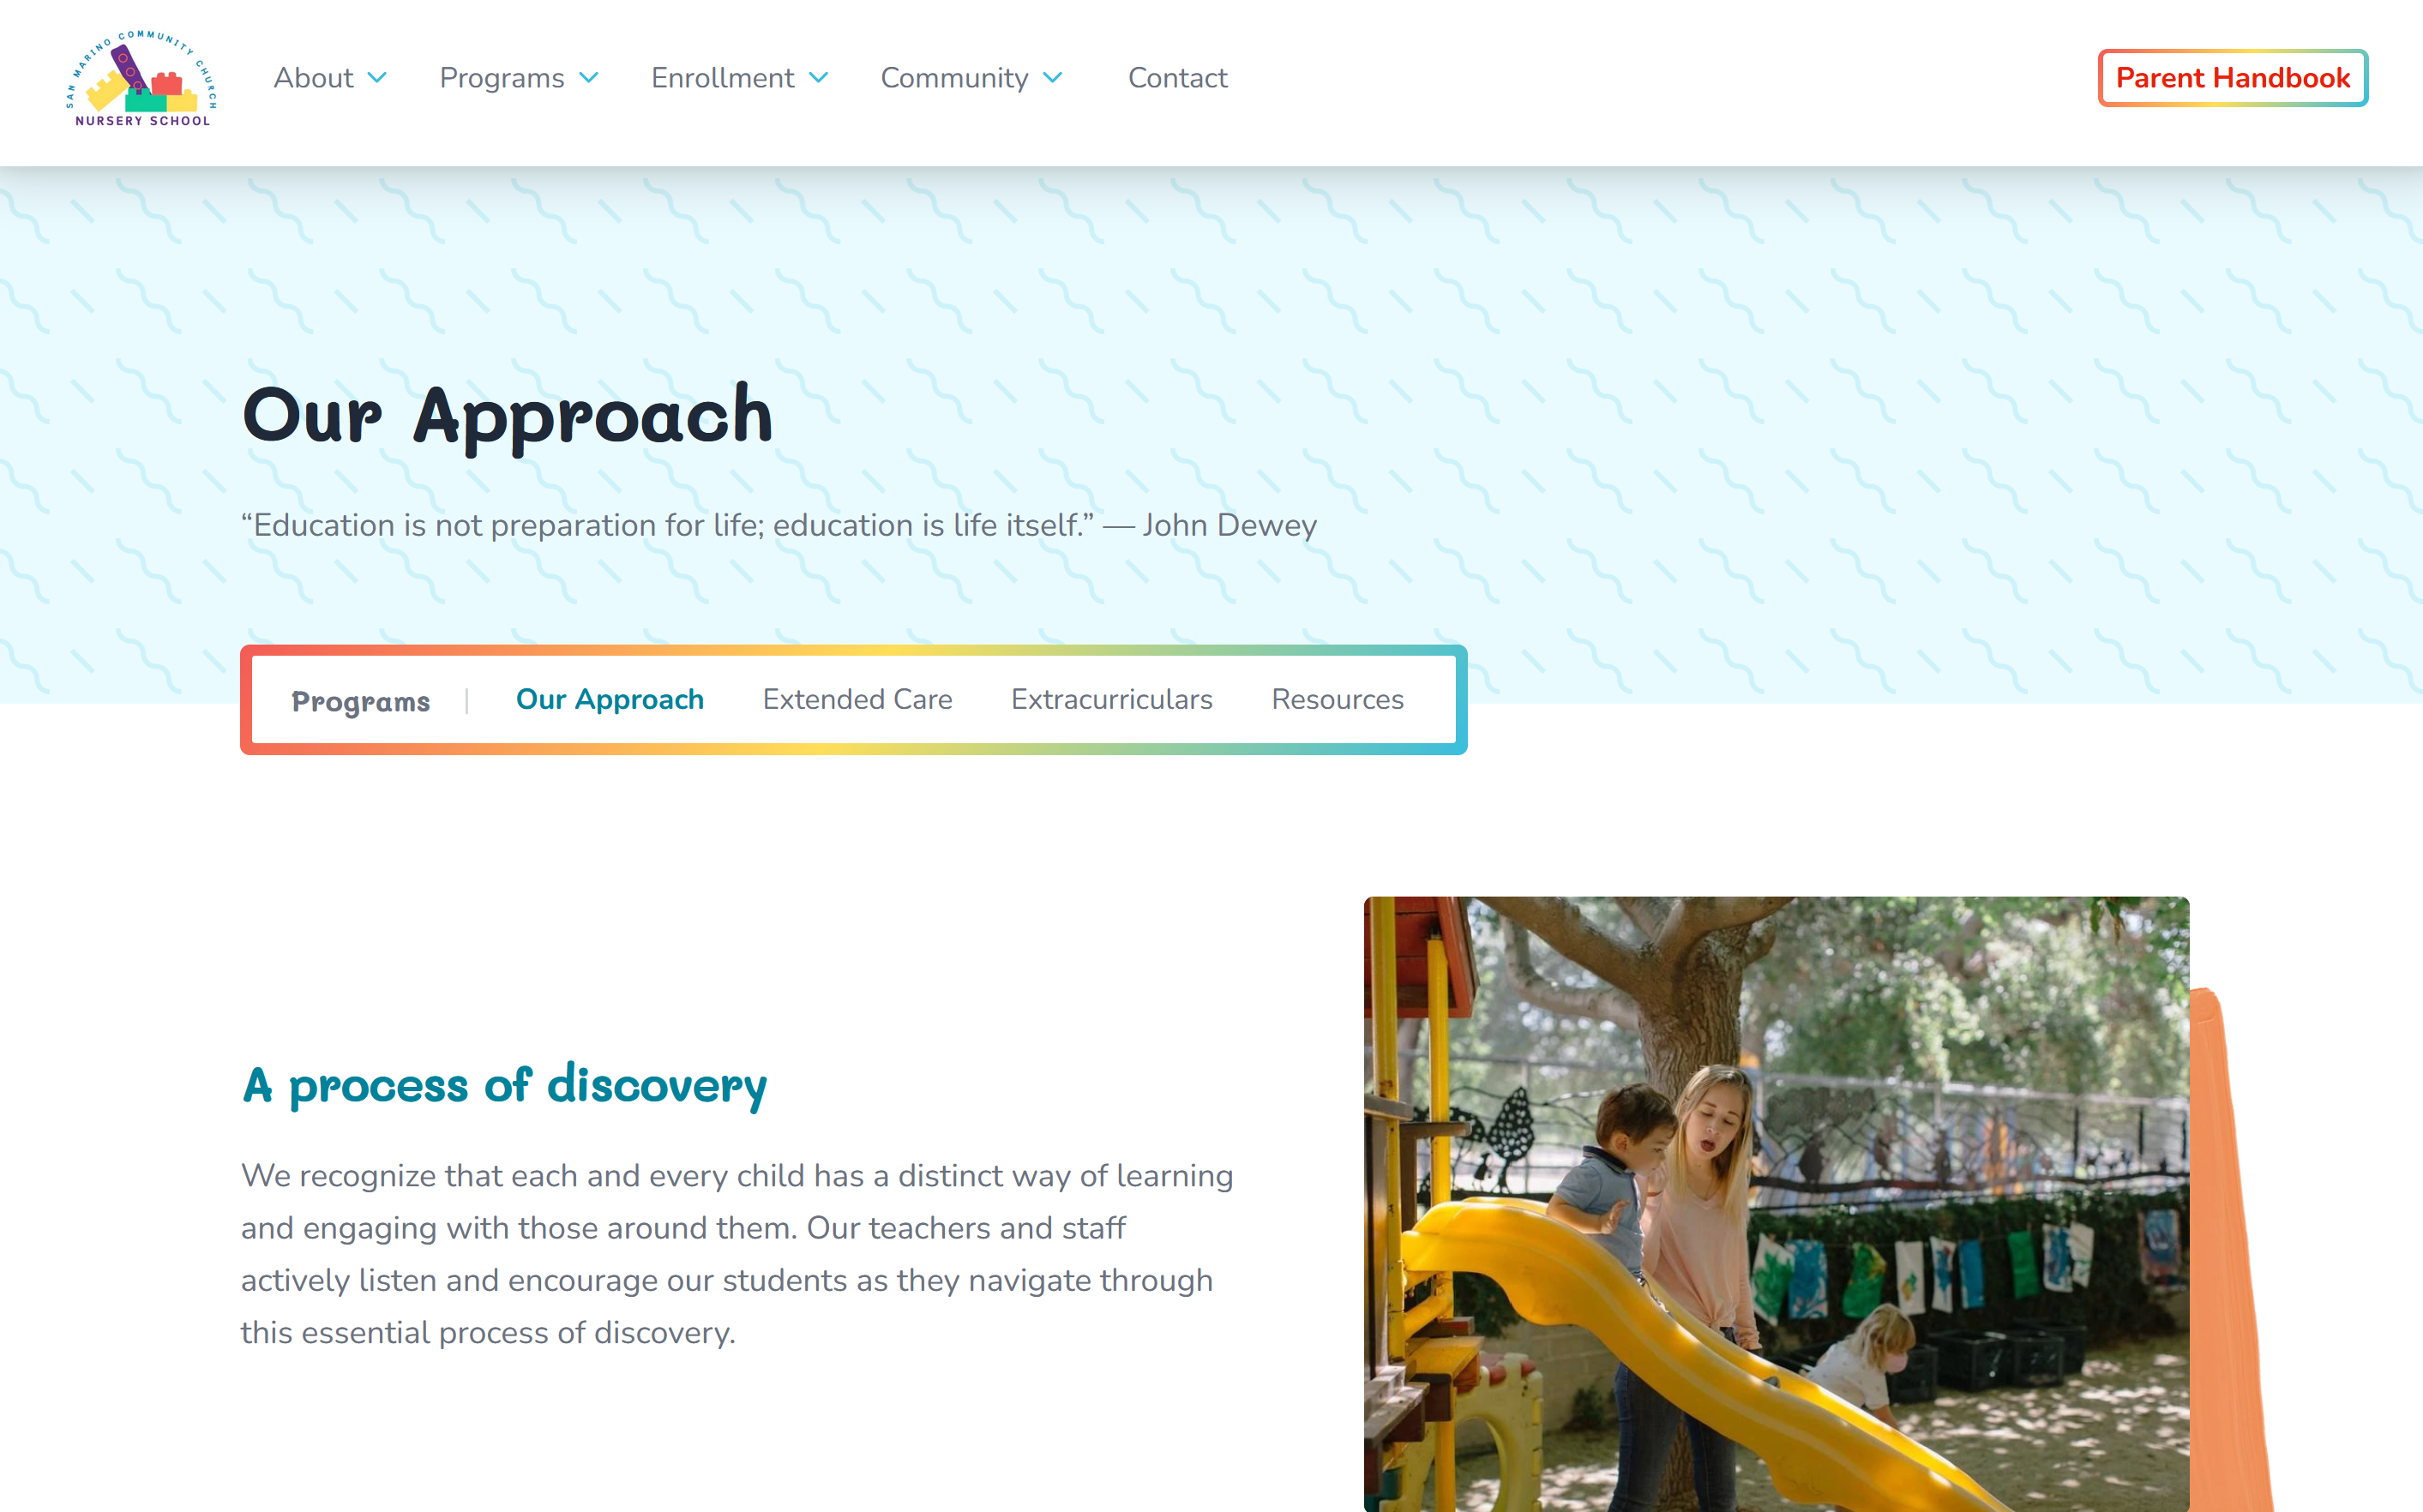 SAN MARINO COMMUNITY CHURCH
NURSERY SCHOOL
About
Programs
Enrollment
Community
Contact
Parent Handbook
Our Approach
“Education is not preparation for life; education is life itself.” — John Dewey
Programs | Our Approach Extended Care Extracurriculars Resources
A process of discovery
We recognize that each and every child has a distinct way of learning
and engaging with those around them. Our teachers and staff
actively listen and encourage our students as they navigate through
this essential process of discovery.